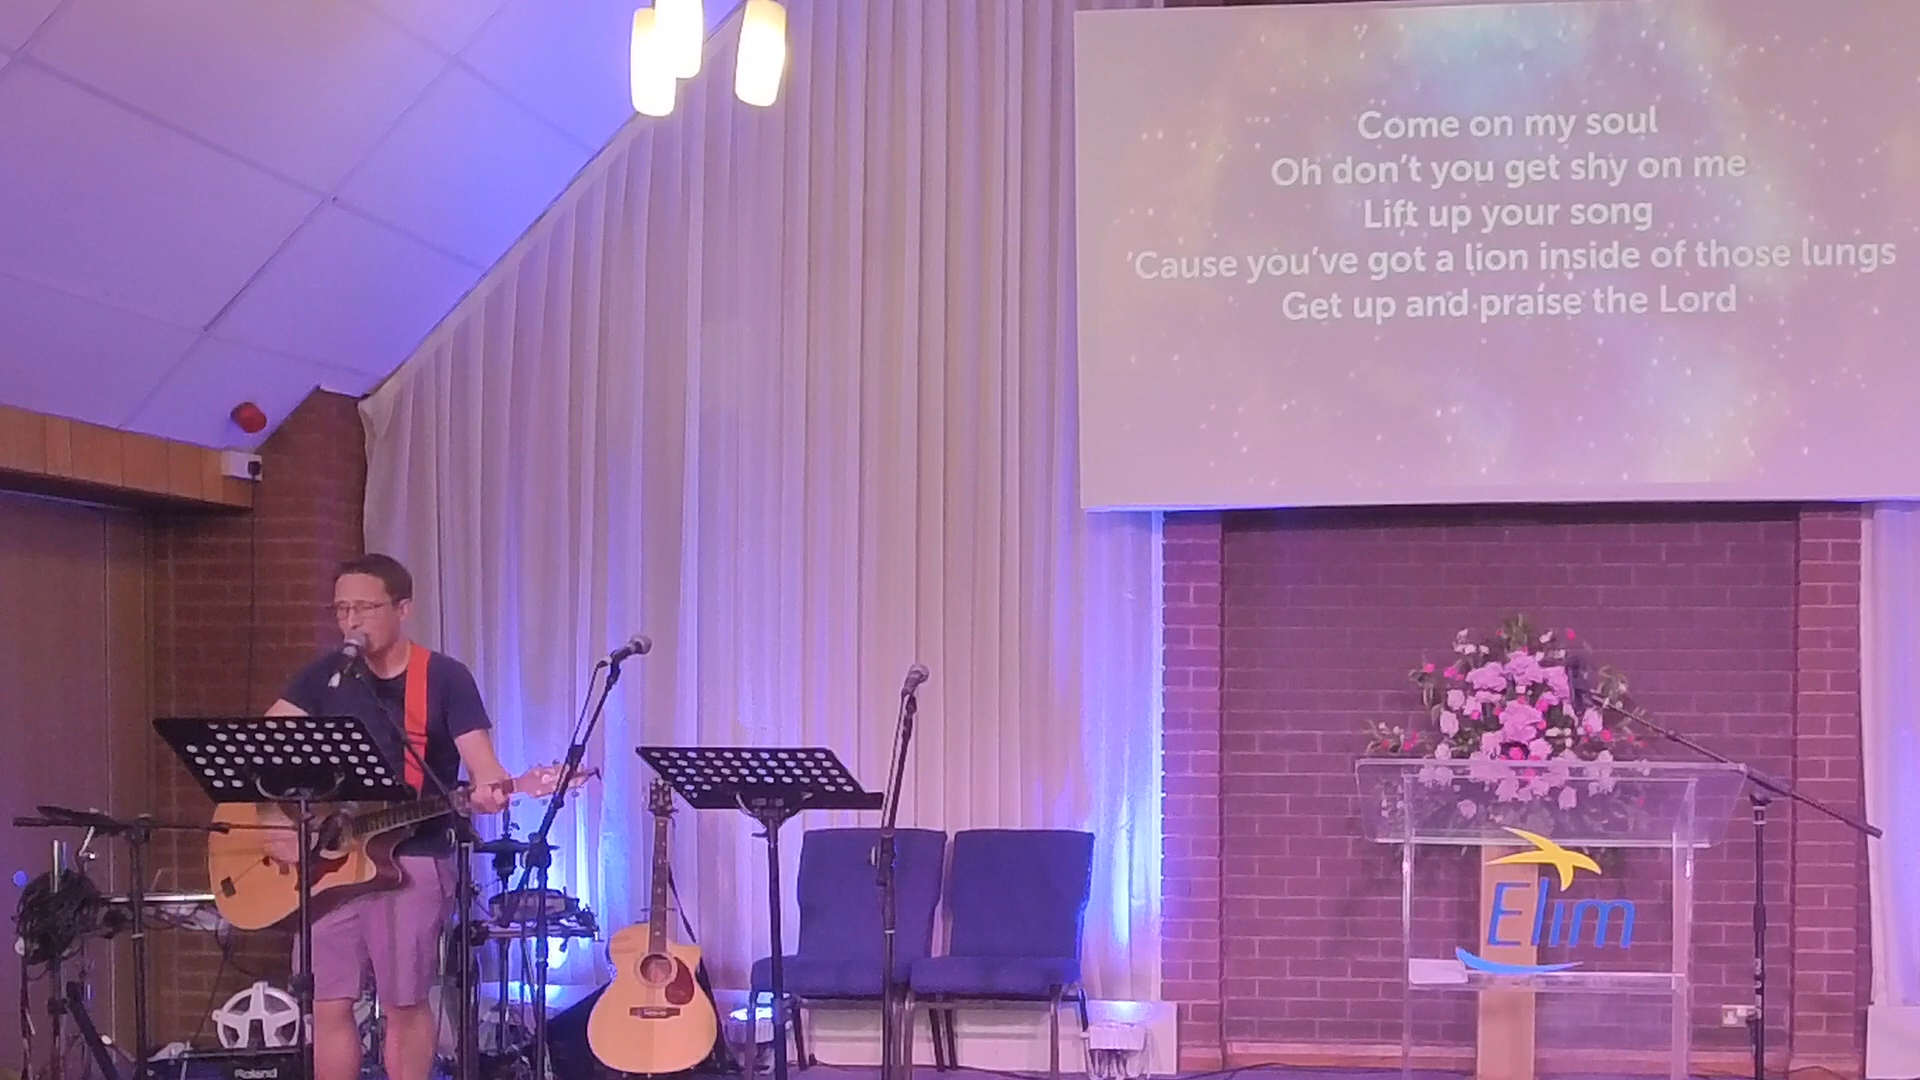 Come on my soul
Oh don't you get shy on me
Lift up your song
'Cause you've got a lion inside of those lungs
Get up and praise the Lord
Elim
Roland